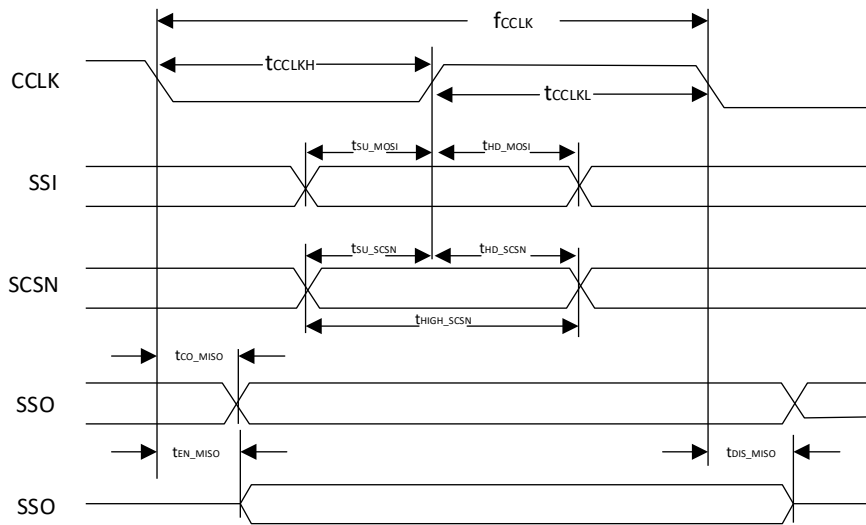 fCCLK
tCCLKH
CCLK
tCCLKL
tSU_MOSI tHD_MOSI
SSI
tSU_SCSN tHD_SCSN
SCSN
tHIGH_SCSN
tCO_MISO
SSO
tEN_MISO tDIS_MISO
SSO